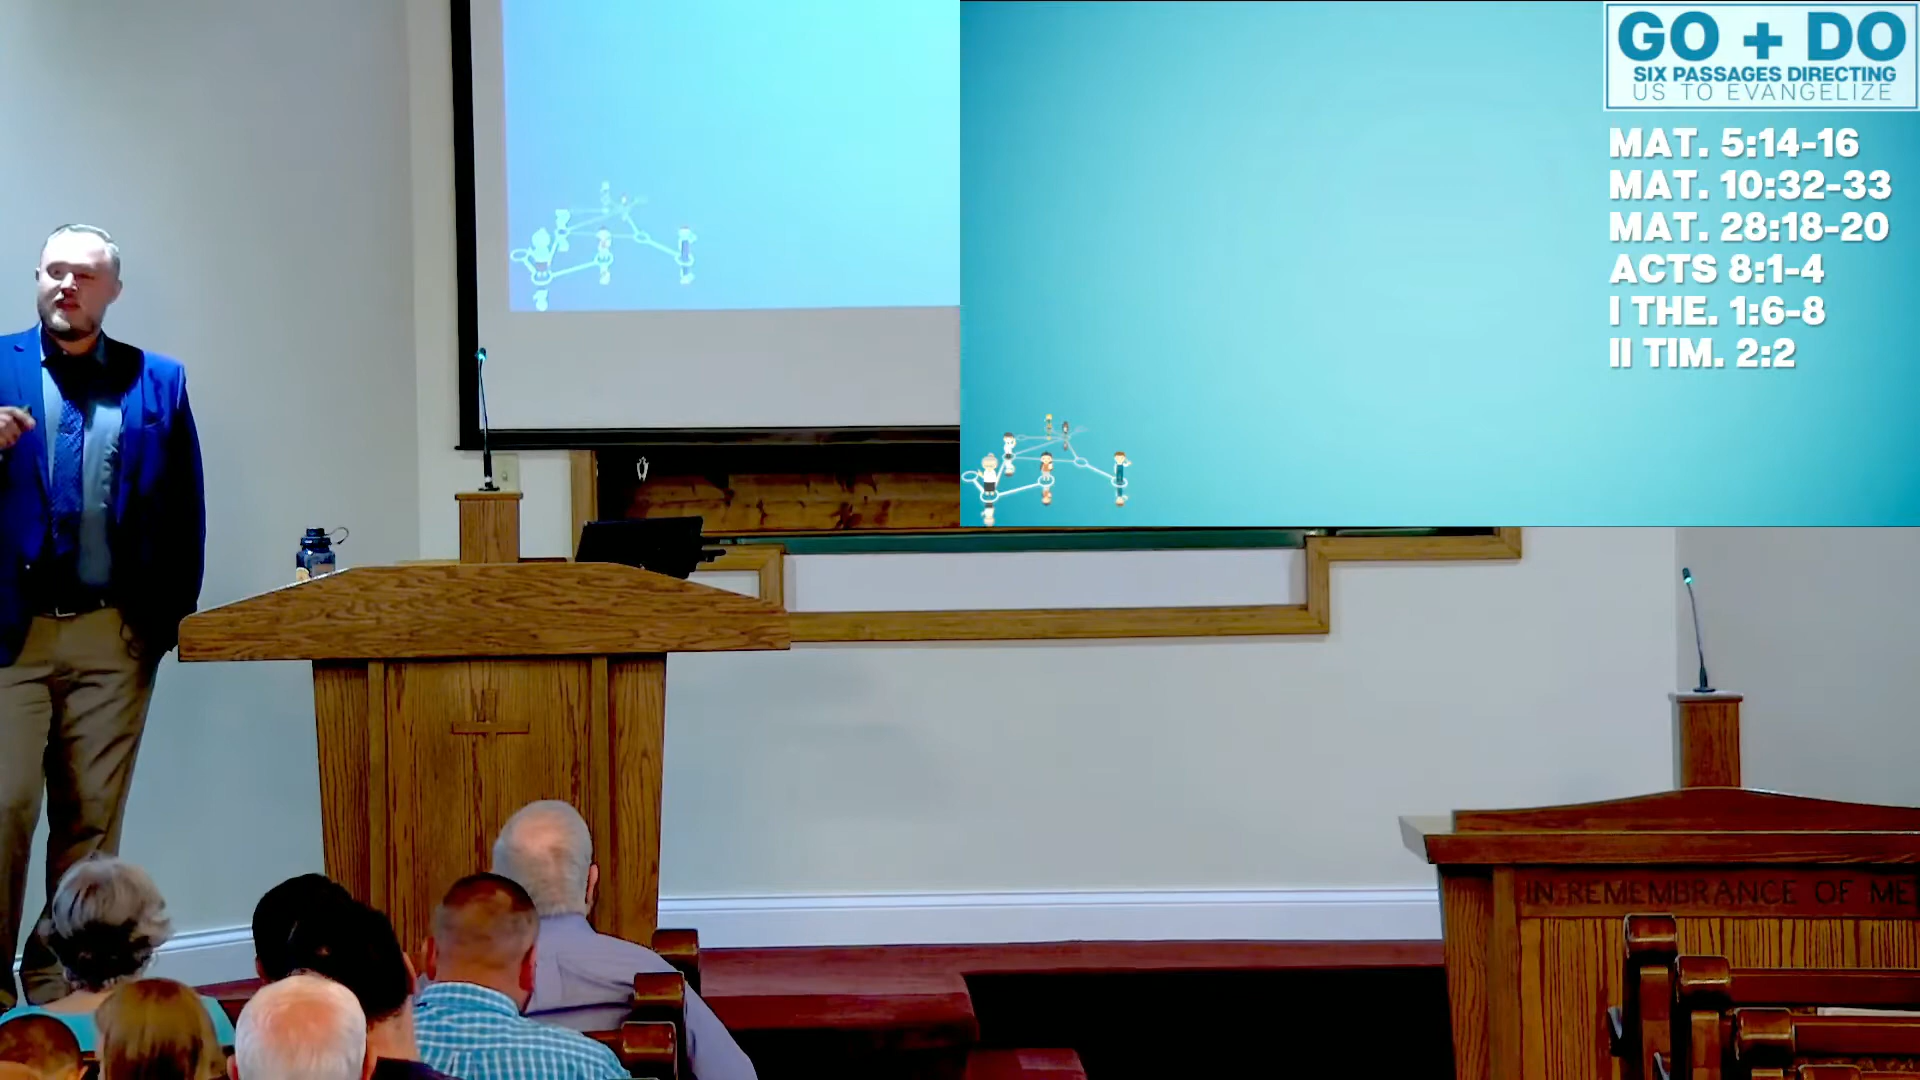 GO + DO
SIX PASSAGES DIRECTING
US TO EVANGELIZE
MAT. 5:14-16
MAT. 10:32-33
MAT. 28:18-20
ACTS 8:1-4
I THE. 1:6-8
II TIM. 2:2
IN REMEMBRANCE OF ME